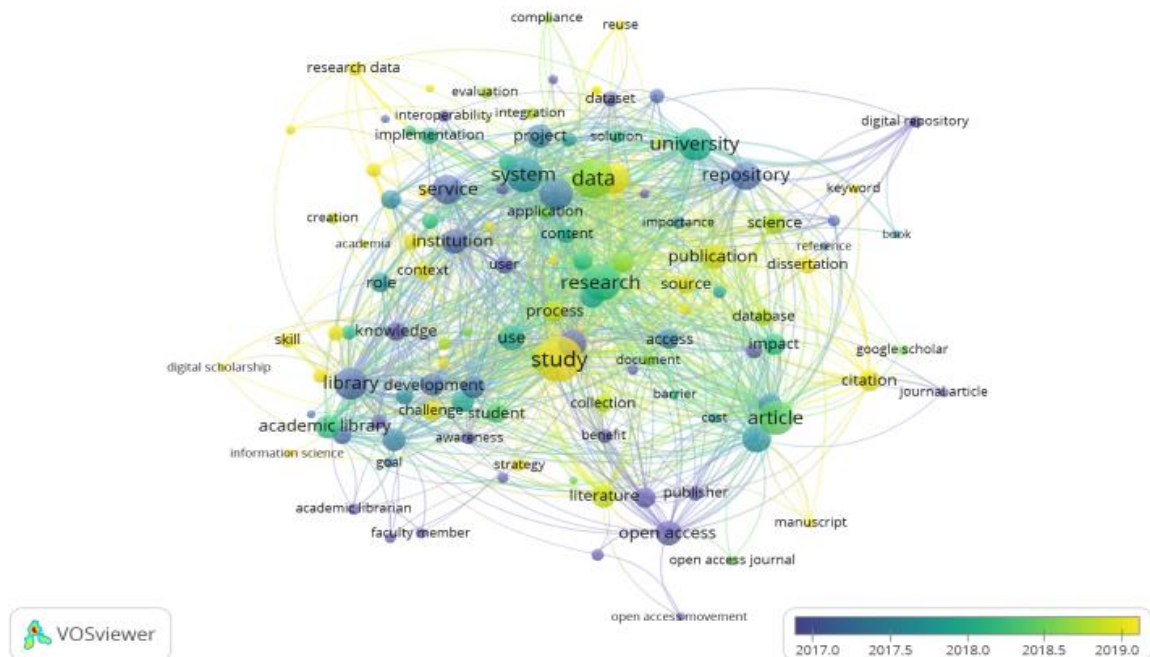 compliance
reuse
research data
evaluation
dataset
interoperability
integration
digital repository
implementation
project
solution
university
system
data
repository
service
keyword
application
creation
importance
science
content
book
academia
institution
reference
user
publication
dissertation
context
role
research
source
process
database
knowledge
use
access
impact
skill
study
document
google scholar
digital scholarship
library
development
citation
journal article
barrier
challenge
student
collection
article
cost
academic library
awareness
benefit
information science
goal
strategy
literature
publisher
academic librarian
manuscript
faculty member
open access
open access journal
open access movement
VOSviewer
2017.0 2017.5 2018.0 2018.5 2019.0